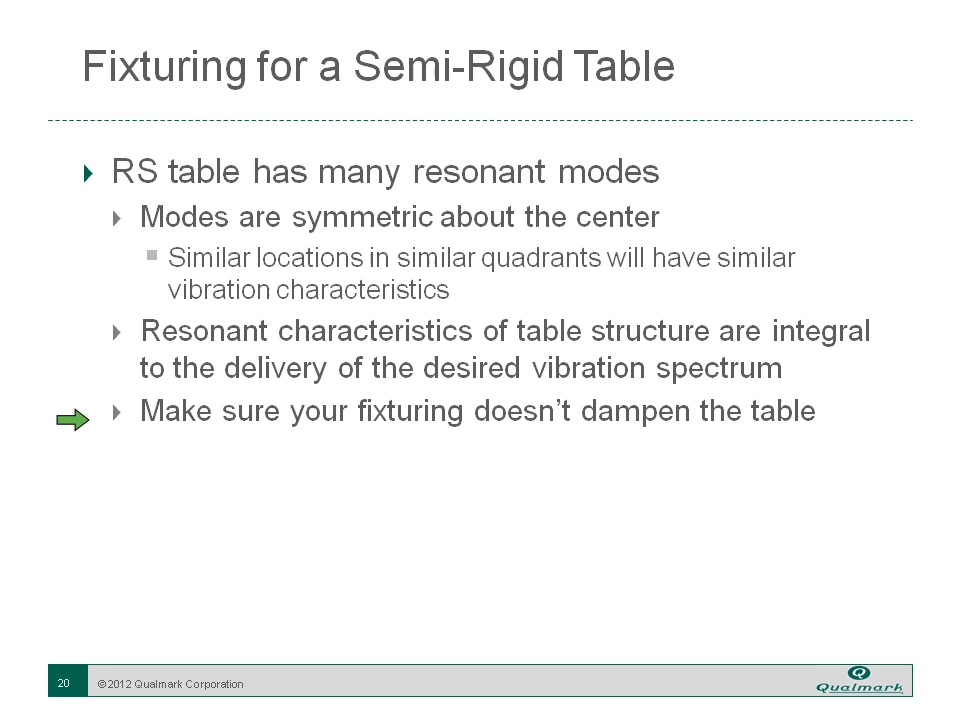 Fixturing for a Semi-Rigid Table
RS table has many resonant modes
Modes are symmetric about the center
Similar locations in similar quadrants will have similar
vibration characteristics
Resonant characteristics of table structure are integral
to the delivery of the desired vibration spectrum
Make sure your fixturing doesn't dampen the table
20
© 2012 Qualmark Corporation
Qualmark